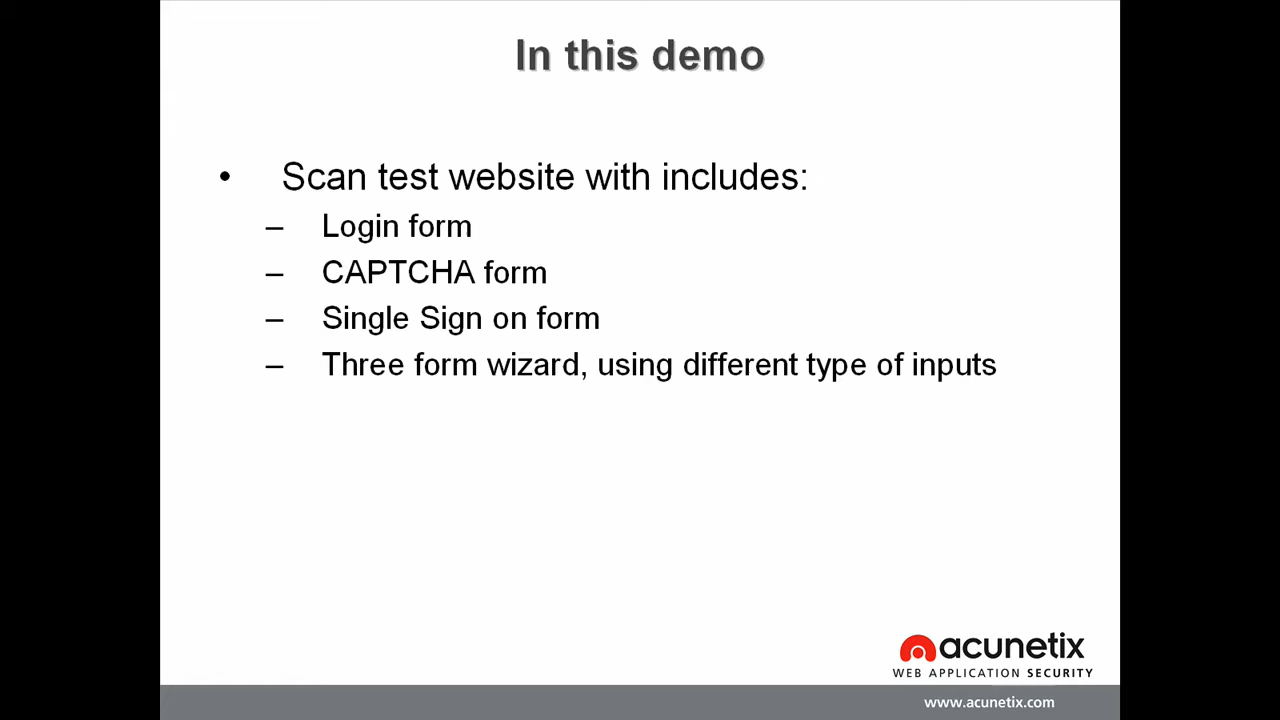 In this demo
• Scan test website with includes:
– Login form
– CAPTCHA form
– Single Sign on form
– Three form wizard, using different type of inputs
acunetix
WEB APPLICATION SECURITY
www.acunetix.com